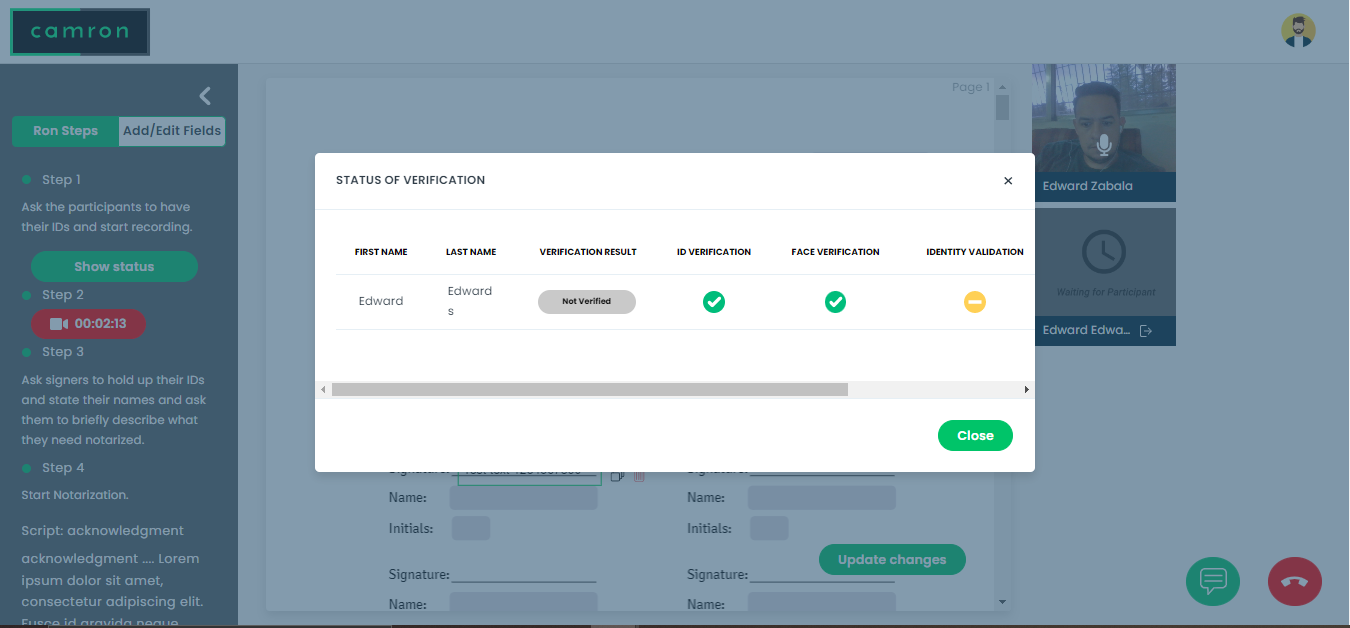 camron
Ron Steps
Add/Edit Fields
Step 1
Ask the participants to have
their IDs and start recording.
Show status
Step 2
00:02:13
Step 3
Ask signers to hold up their IDs
and state their names and ask
them to briefly describe what
they need notarized.
Step 4
Start Notarization.
Script: acknowledgment
acknowledgment .... Lorem
ipsum dolor sit amet,
consectetur adipiscing elit.
Fusce id gravida neque
Page 1
STATUS OF VERIFICATION
×
FIRST NAME LAST NAME VERIFICATION RESULT ID VERIFICATION FACE VERIFICATION IDENTITY VALIDATION
Edward Edward
s Not Verified
Close
Signature: Signature:
Name: Name:
Initials: Initials:
Update changes
Signature: Signature:
Name: Name:
Edward Zabala
Waiting for Participant
Edward Edwa...